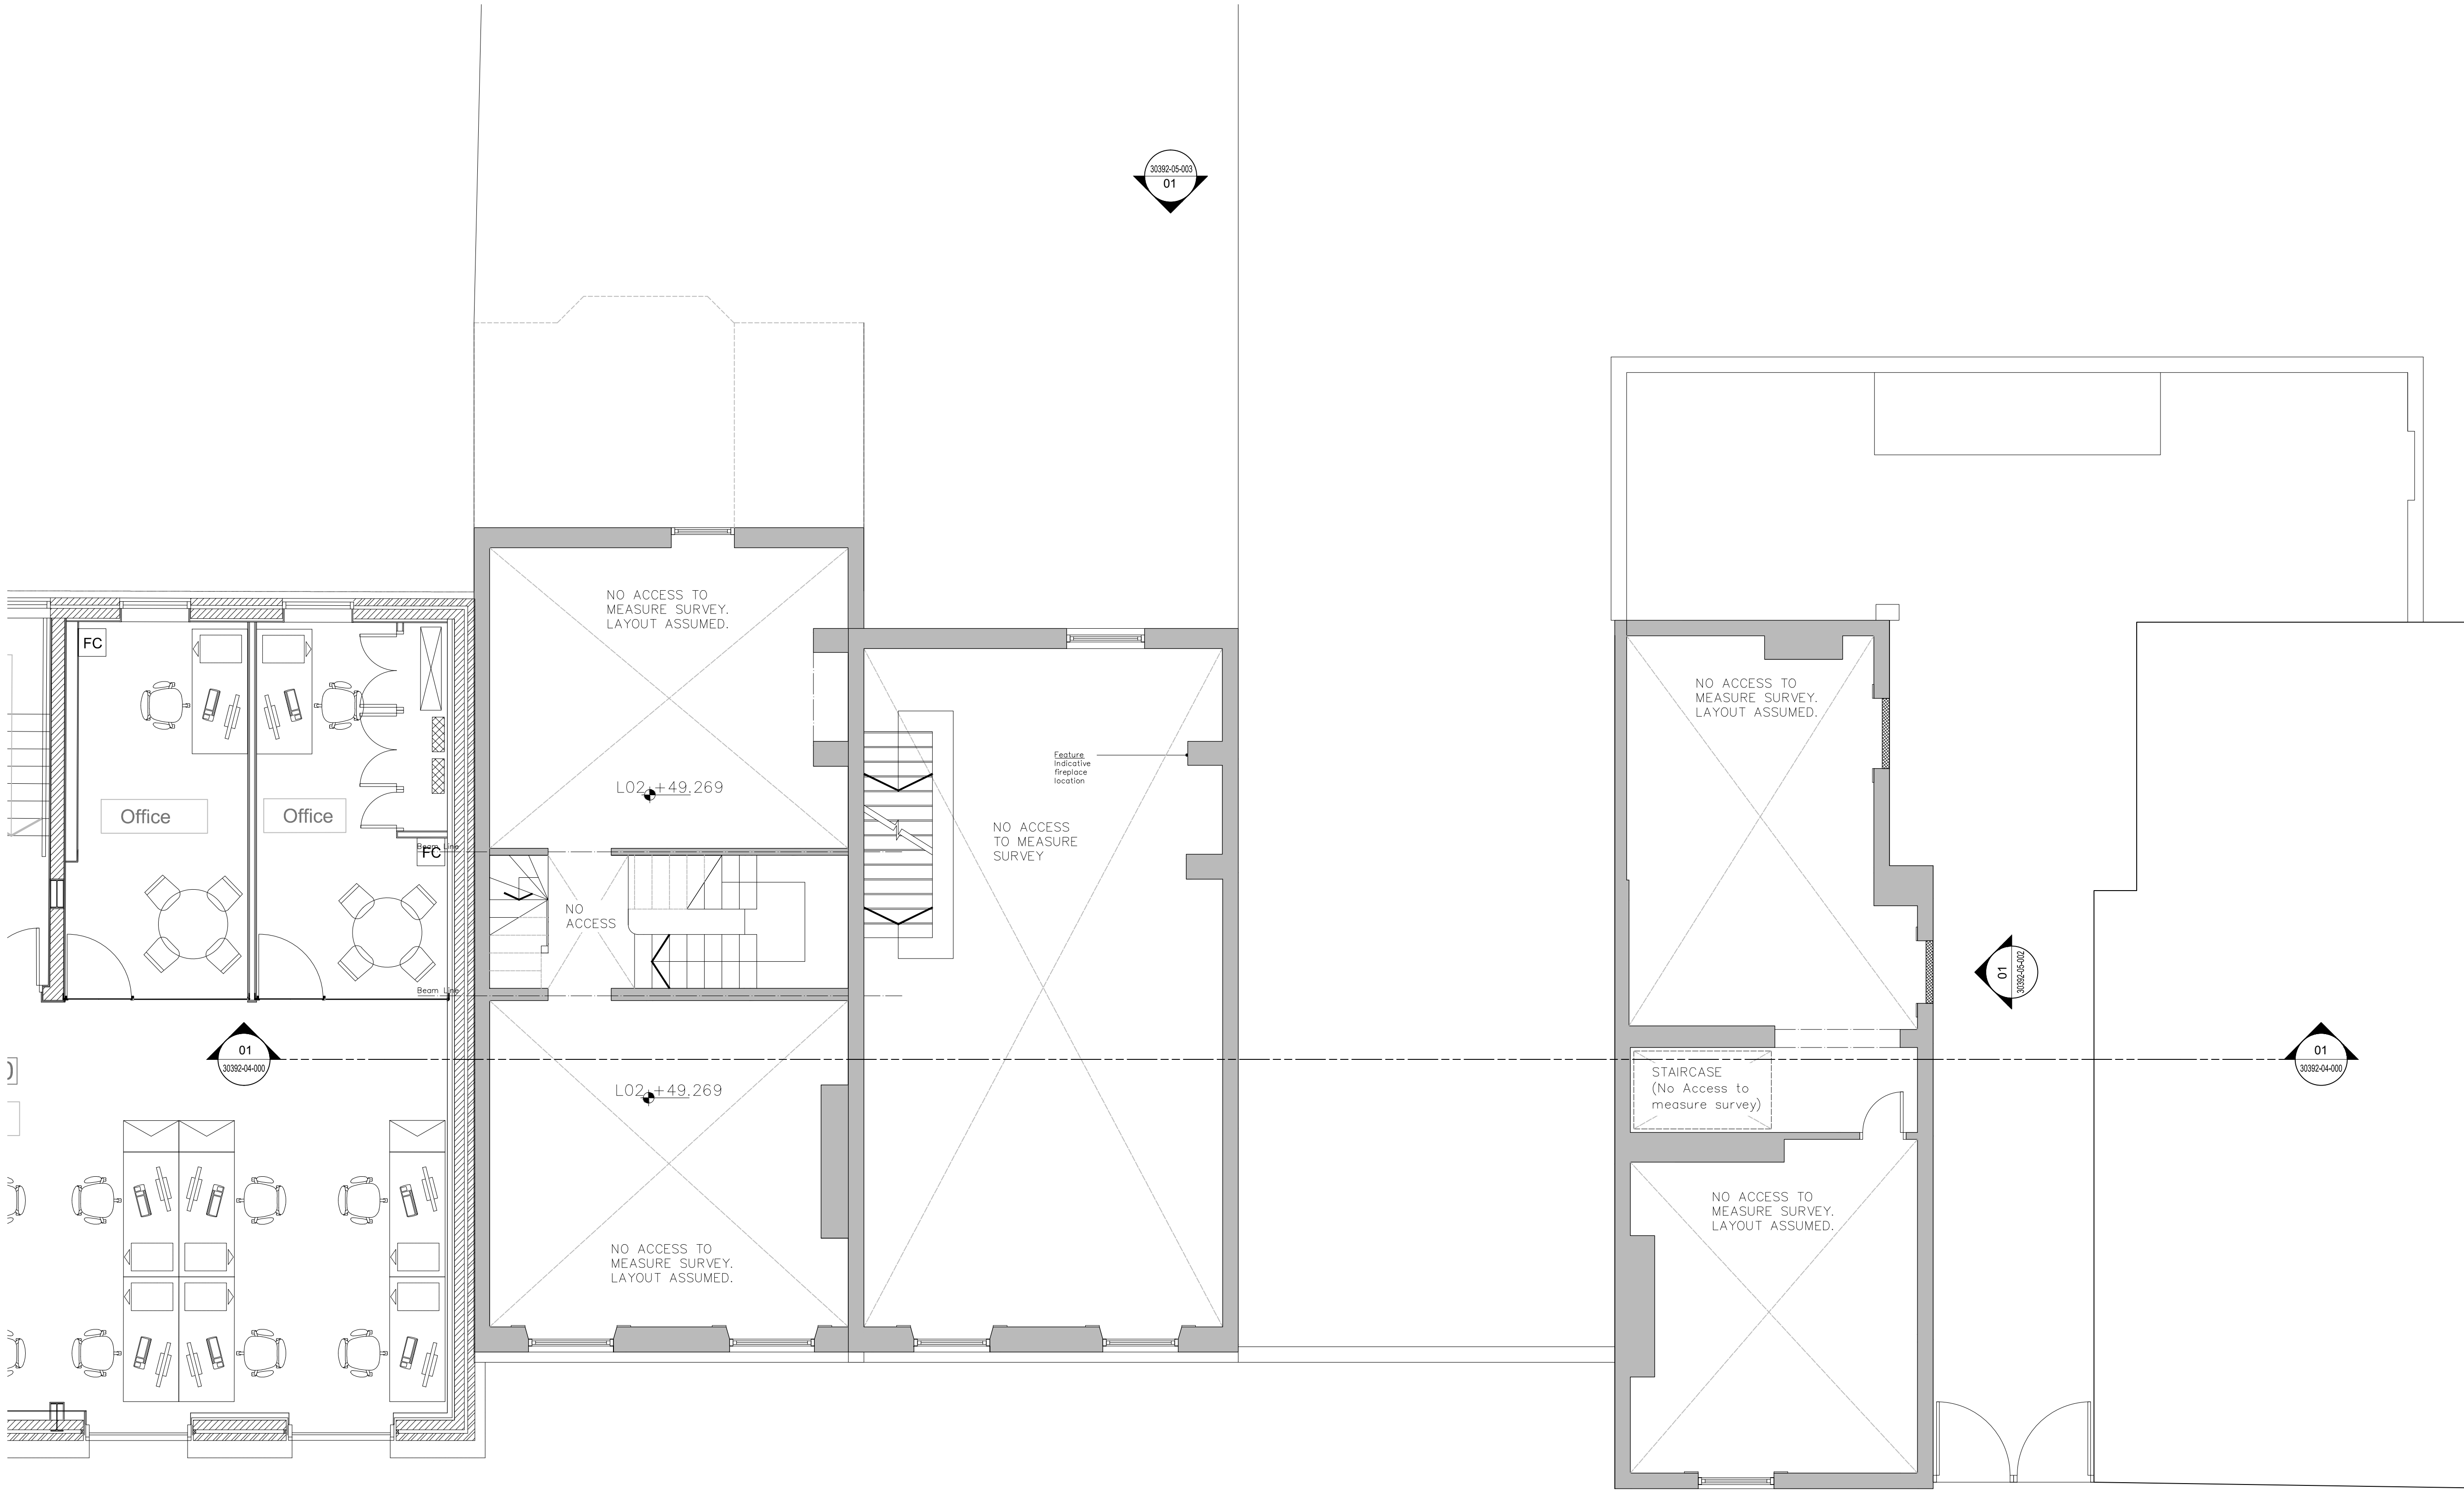 30392-05-003
01
NO ACCESS TO
MEASURE SURVEY.
LAYOUT ASSUMED.
FC
NO ACCESS TO
MEASURE SURVEY.
LAYOUT ASSUMED.
Feature
Indicative
fireplace
location
L02 +49.269
Office
Office
NO ACCESS
TO MEASURE
SURVEY
Beam Line
FC
NO
ACCESS
01
30392-05-002
Beam Line
01
30392-04-000
01
30392-04-000
STAIRCASE
(No Access to
measure survey)
L02 +49.269
NO ACCESS TO
MEASURE SURVEY.
LAYOUT ASSUMED.
NO ACCESS TO
MEASURE SURVEY.
LAYOUT ASSUMED.